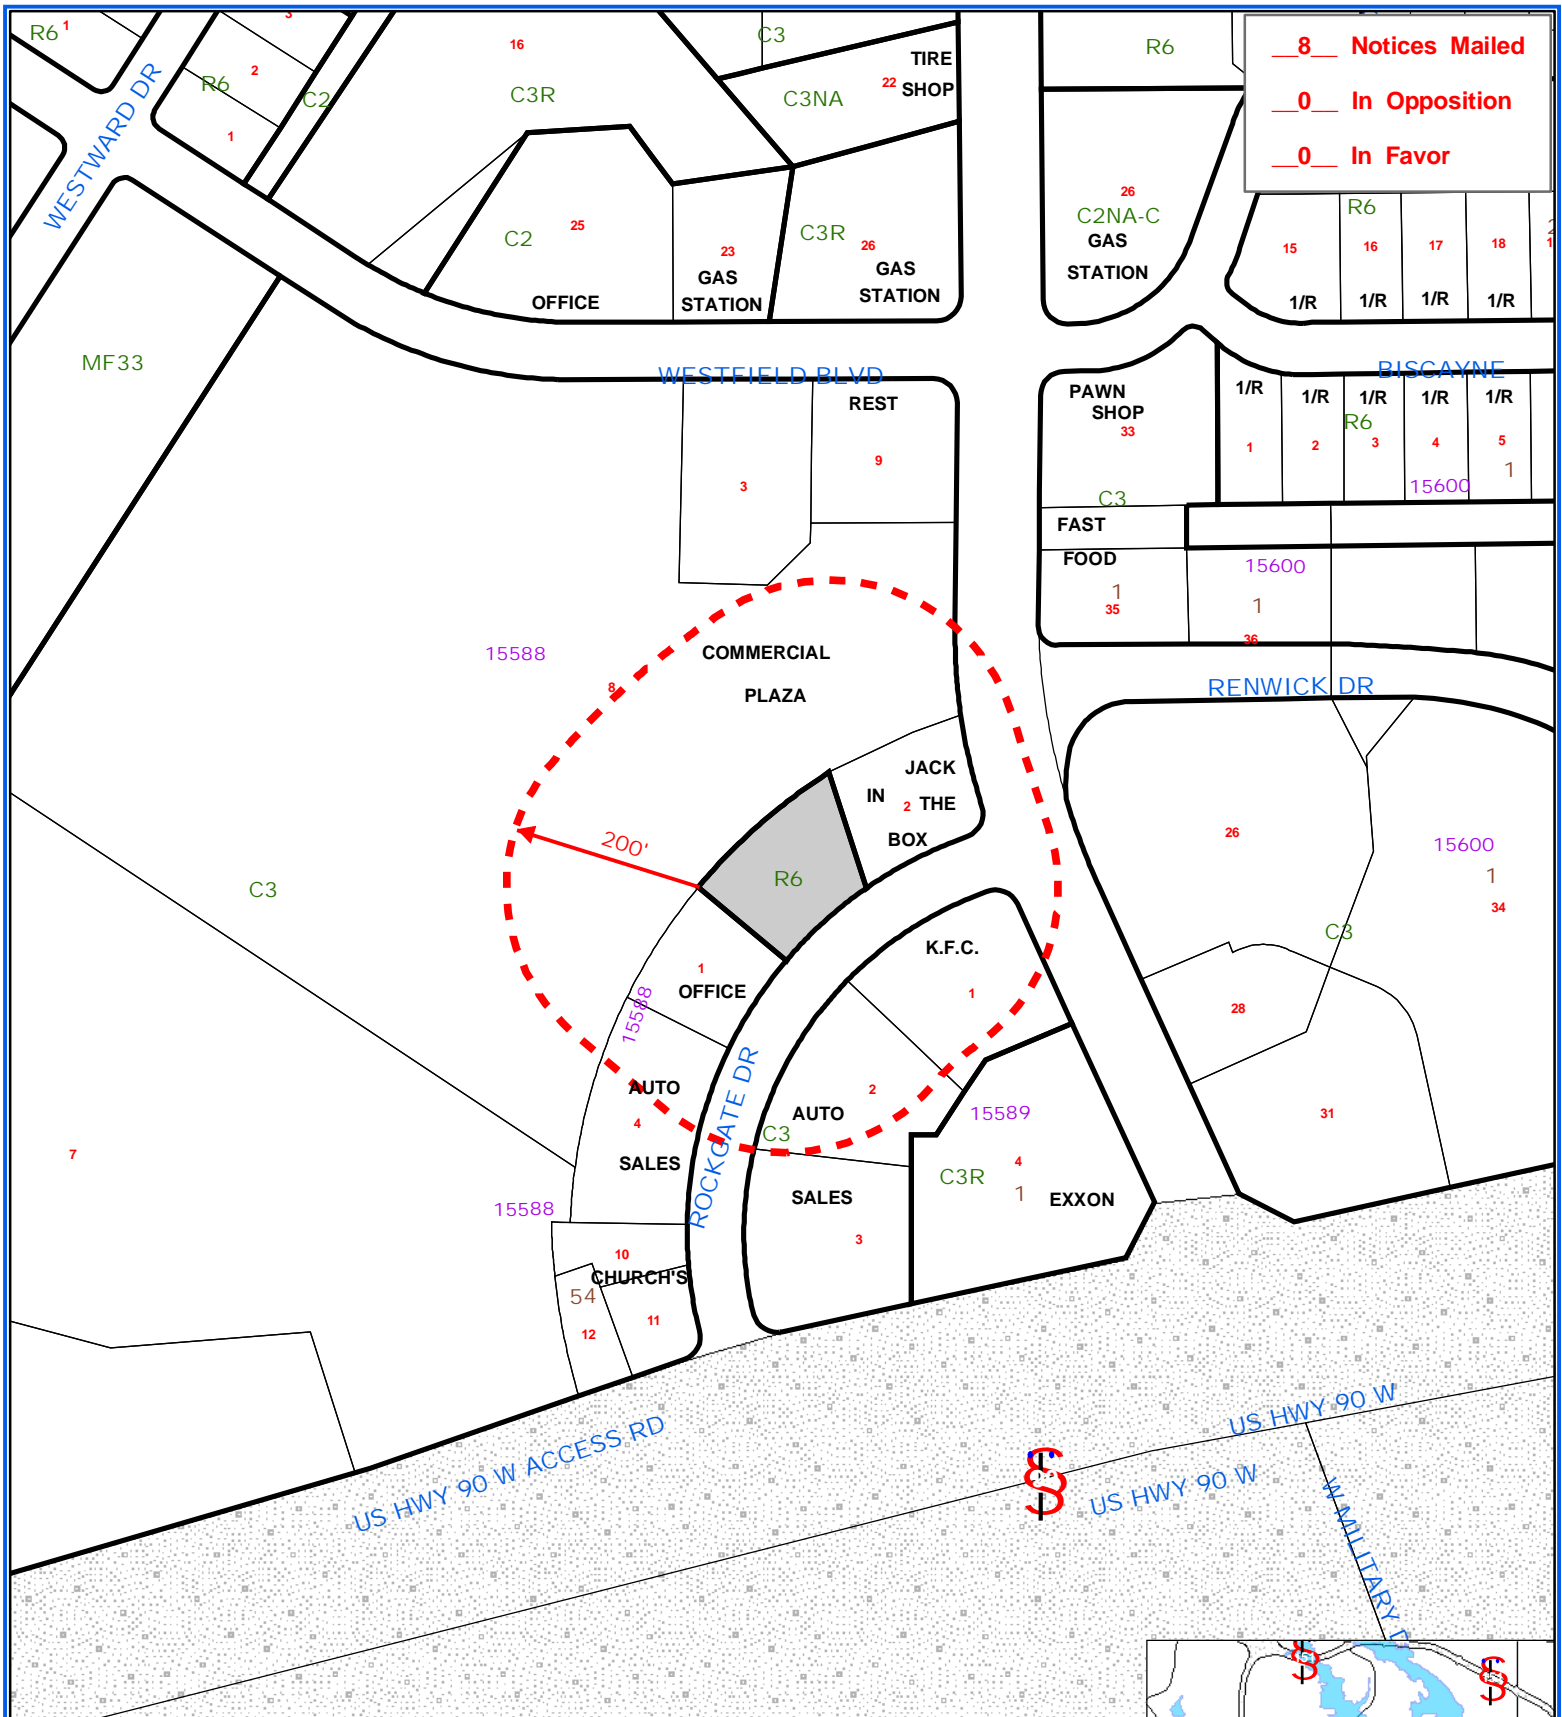 R6
1
3
2
R6
1
C2
WESTWARD DR
16
C3R
C3
TIRE
22 SHOP
C3NA
R6
__8__ Notices Mailed
__0__ In Opposition
__0__ In Favor
C2
25
OFFICE
23
GAS
STATION
C3R
26
GAS
STATION
26
C2NA-C
GAS
STATION
R6
15
16
17
18
1/R
1/R
1/R
1/R
MF33
WESTFIELD BLVD
BISCAYNE
REST
9
3
PAWN
SHOP
33
C3
1/R
1/R
1/R
1/R
1/R
R6
1
2
3
4
5
1
15600
FAST
FOOD
1
35
15600
1
36
RENWICK DR
15588
8
COMMERCIAL
PLAZA
JACK
IN 2 THE
BOX
200'
R6
C3
26
15600
1
34
C3
28
31
K.F.C.
1
1
OFFICE
15588
AUTO
4
SALES
ROCKGATE DR
2
AUTO
C3
SALES
3
15589
C3R
4
1
EXXON
7
15588
10
CHURCH'S
54
12
11
US HWY 90 W ACCESS RD
US HWY 90 W
US HWY 90 W
W MILITARY D